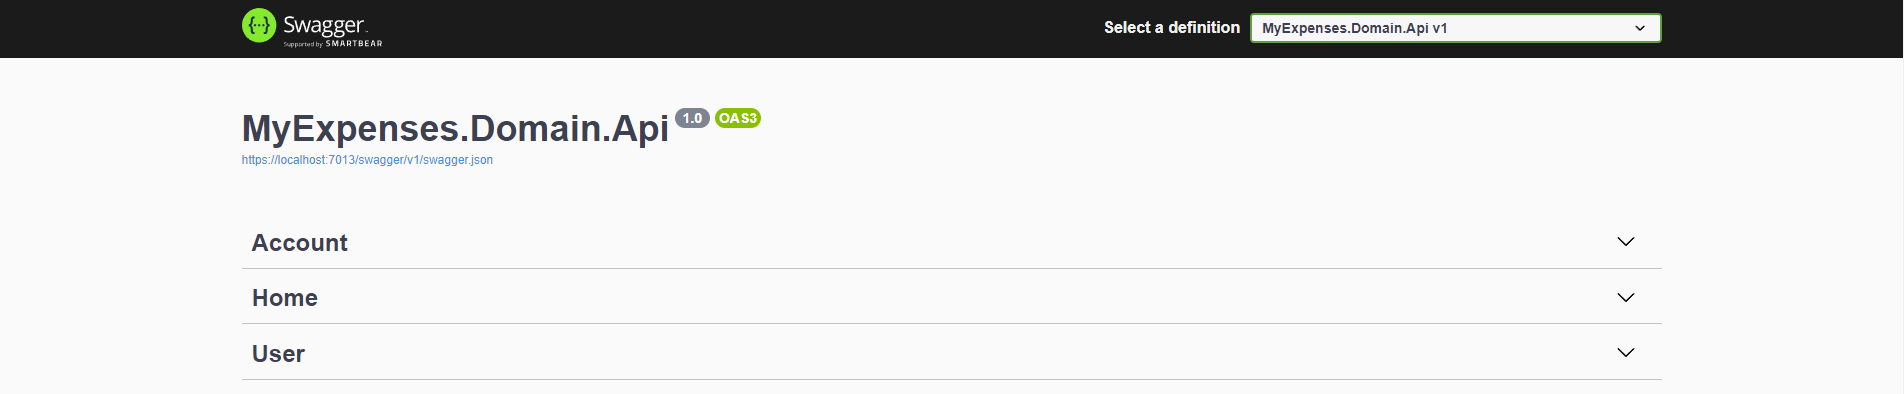 Swagger
Supported by SMARTBEAR
Select a definition
MyExpenses.Domain.Api v1
MyExpenses.Domain.Api 1.0 OAS3
https://localhost:7013/swagger/v1/swagger.json
Account
Home
User